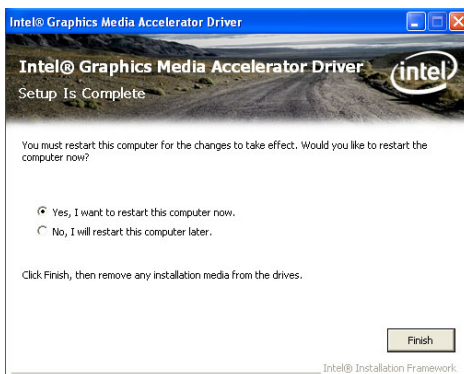 Intel® Graphics Media Accelerator Driver
Intel® Graphics Media Accelerator Driver
intel
Setup Is Complete
You must restart this computer for the changes to take effect. Would you like to restart the
computer now?
Yes, I want to restart this computer now.
No, I will restart this computer later.
Click Finish, then remove any installation media from the drives.
Finish
Intel® Installation Framework